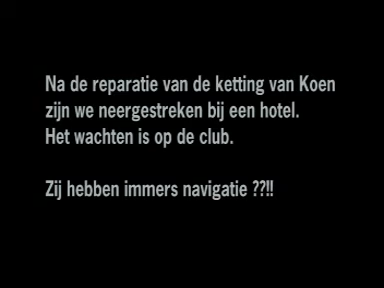 Na de reparatie van de ketting van Koen
zijn we neergestreken bij een hotel.
Het wachten is op de club.
Zij hebben immers navigatie ??!!